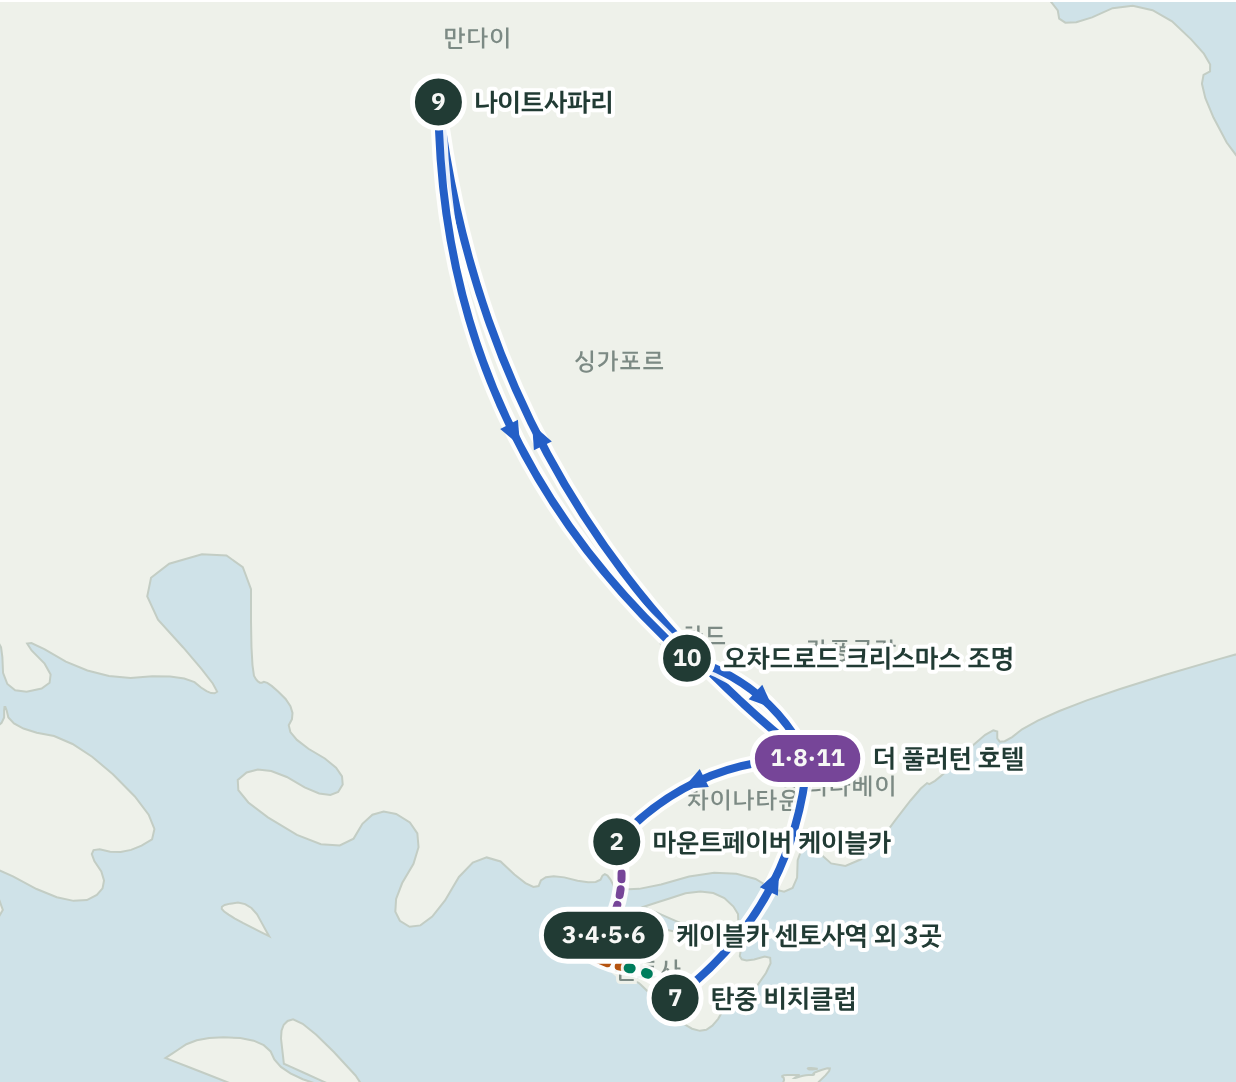 만다이
9 나이트사파리
싱가포르
10 오차드로드 크리스마스 조명
1·8·11 더 풀러턴 호텔
차이나타운
2 마운트페이버 케이블카
3·4·5·6 케이블카 센토사역 외 3곳
7 탄중 비치클럽